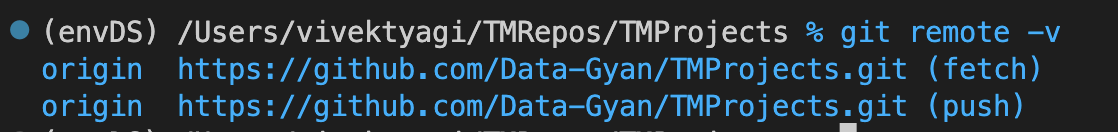 (envDS) /Users/vivektyagi/TMRepos/TMProjects % git remote -v
origin  https://github.com/Data-Gyan/TMProjects.git (fetch)
origin  https://github.com/Data-Gyan/TMProjects.git (push)